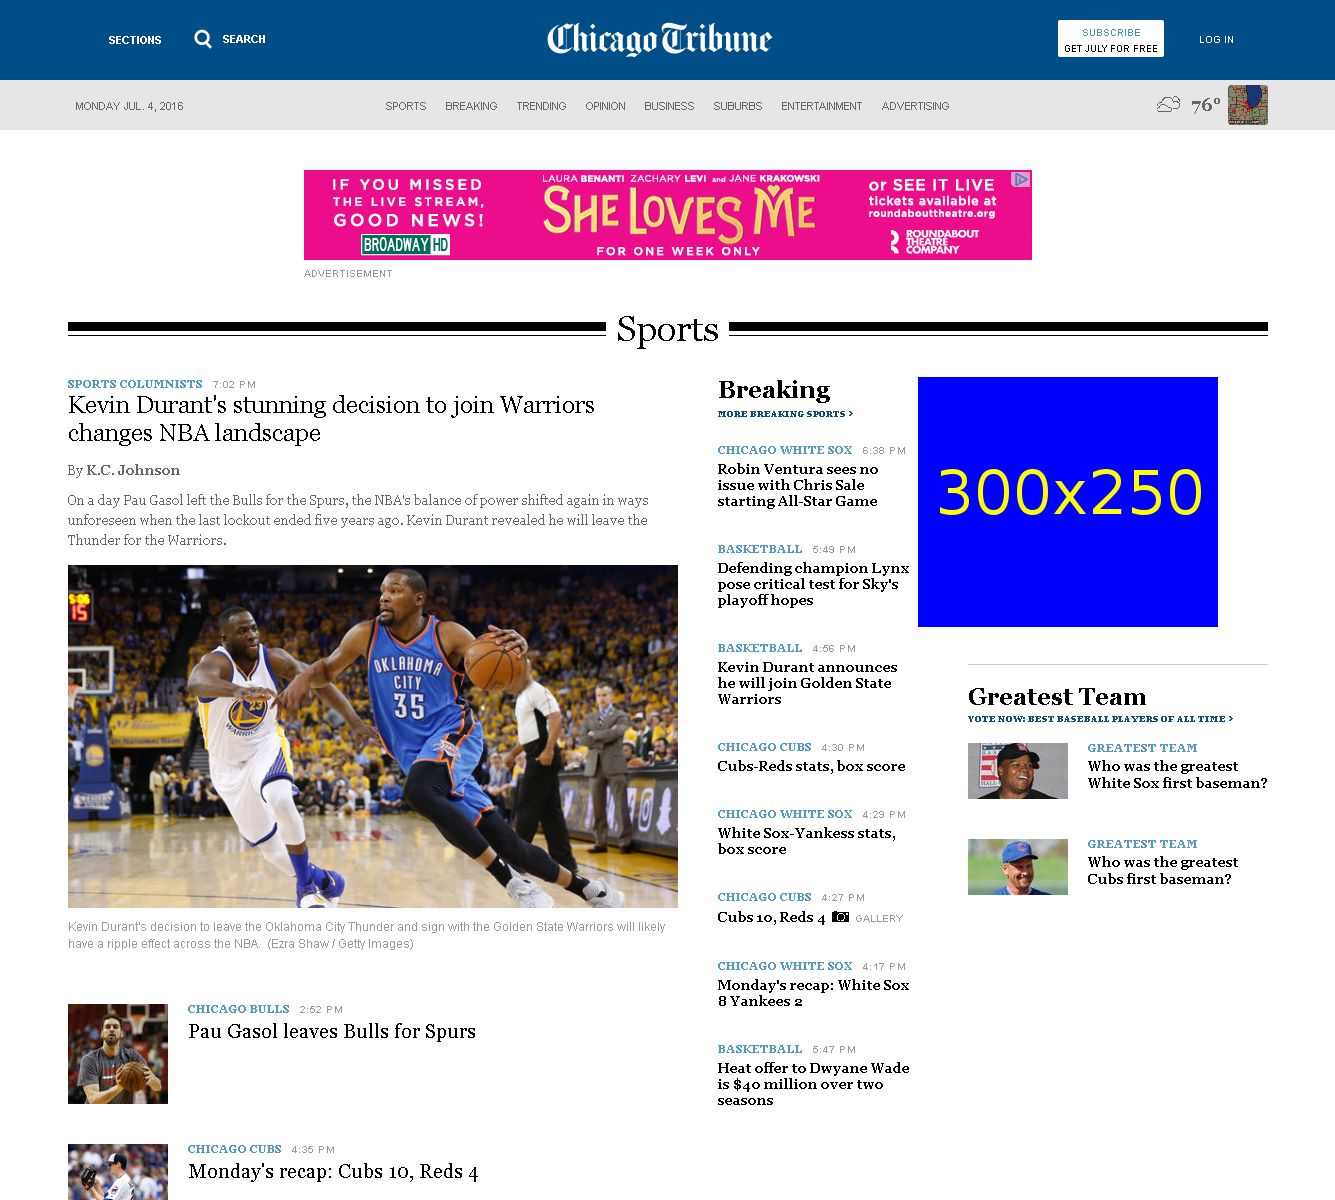 SECTIONS
SEARCH
Chicago Tribune
SUBSCRIBE
GET JULY FOR FREE
LOG IN
MONDAY JUL. 4, 2016
SPORTS
BREAKING
TRENDING
OPINION
BUSINESS
SUBURBS
ENTERTAINMENT
ADVERTISING
76°
IF YOU MISSED
THE LIVE STREAM,
GOOD NEWS!
BROADWAY HD
LAURA BENANTI ZACHARY LEVI and JANE KRAKOWSKI
SHE LOVES ME
FOR ONE WEEK ONLY
or SEE IT LIVE
tickets available at
roundabouttheatre.org
ROUNDABOUT
THEATRE
COMPANY
ADVERTISEMENT
Sports
SPORTS COLUMNISTS 7:02 PM
Kevin Durant's stunning decision to join Warriors
changes NBA landscape
By K.C. Johnson
On a day Pau Gasol left the Bulls for the Spurs, the NBA's balance of power shifted again in ways
unforeseen when the last lockout ended five years ago. Kevin Durant revealed he will leave the
Thunder for the Warriors.
5:06
15
OKLAHOMA
CITY
35
23
WARRIORS
Kevin Durant's decision to leave the Oklahoma City Thunder and sign with the Golden State Warriors will likely
have a ripple effect across the NBA. (Ezra Shaw / Getty Images)
CHICAGO BULLS 2:52 PM
Pau Gasol leaves Bulls for Spurs
CHICAGO CUBS 4:35 PM
Monday's recap: Cubs 10, Reds 4
Breaking
MORE BREAKING SPORTS >
CHICAGO WHITE SOX 6:38 PM
Robin Ventura sees no
issue with Chris Sale
starting All-Star Game
BASKETBALL 5:49 PM
Defending champion Lynx
pose critical test for Sky's
playoff hopes
BASKETBALL 4:56 PM
Kevin Durant announces
he will join Golden State
Warriors
CHICAGO CUBS 4:30 PM
Cubs-Reds stats, box score
CHICAGO WHITE SOX 4:29 PM
White Sox-Yankess stats,
box score
CHICAGO CUBS 4:27 PM
Cubs 10, Reds 4 GALLERY
CHICAGO WHITE SOX 4:17 PM
Monday's recap: White Sox
8 Yankees 2
BASKETBALL 5:47 PM
Heat offer to Dwyane Wade
is $40 million over two
seasons
300x250
Greatest Team
VOTE NOW: BEST BASEBALL PLAYERS OF ALL TIME >
GREATEST TEAM
Who was the greatest
White Sox first baseman?
GREATEST TEAM
Who was the greatest
Cubs first baseman?